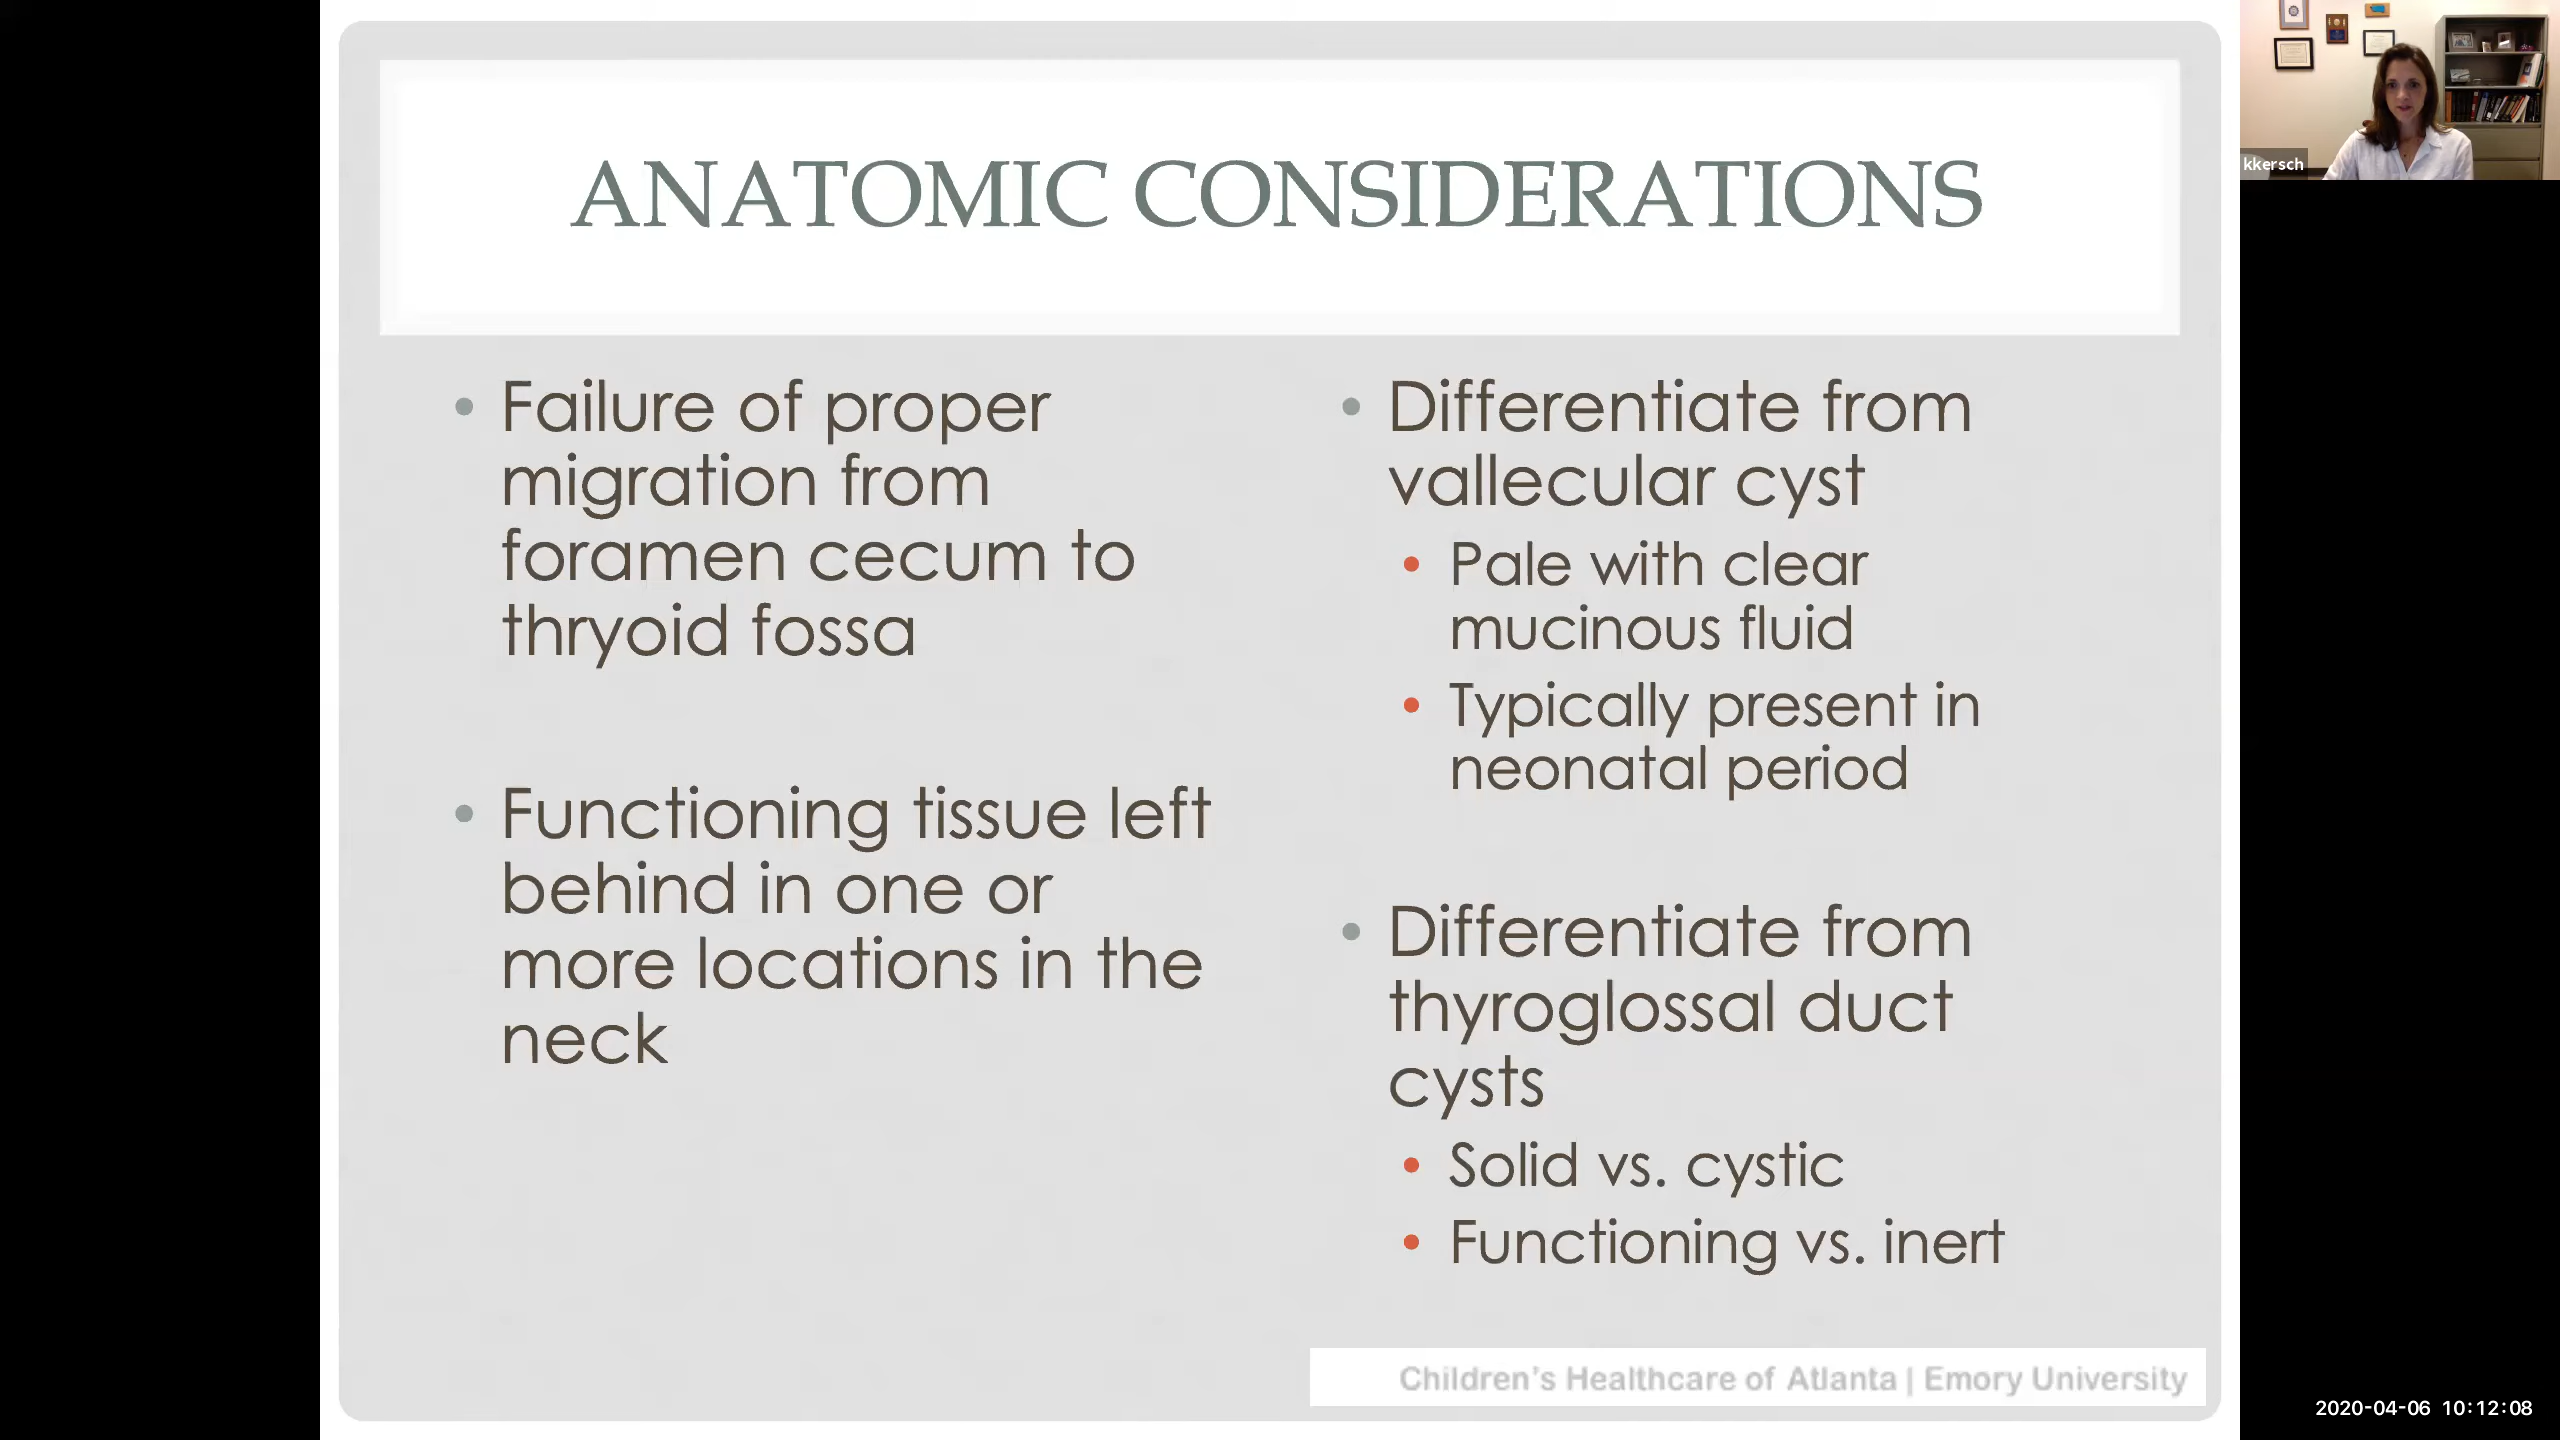 ANATOMIC CONSIDERATIONS
• Failure of proper
migration from
foramen cecum to
thryoid fossa
• Functioning tissue left
behind in one or
more locations in the
neck
• Differentiate from
vallecular cyst
• Pale with clear
mucinous fluid
• Typically present in
neonatal period
• Differentiate from
thyroglossal duct
cysts
• Solid vs. cystic
• Functioning vs. inert
Children's Healthcare of Atlanta | Emory University
kkersch
2020-04-06 10:12:08